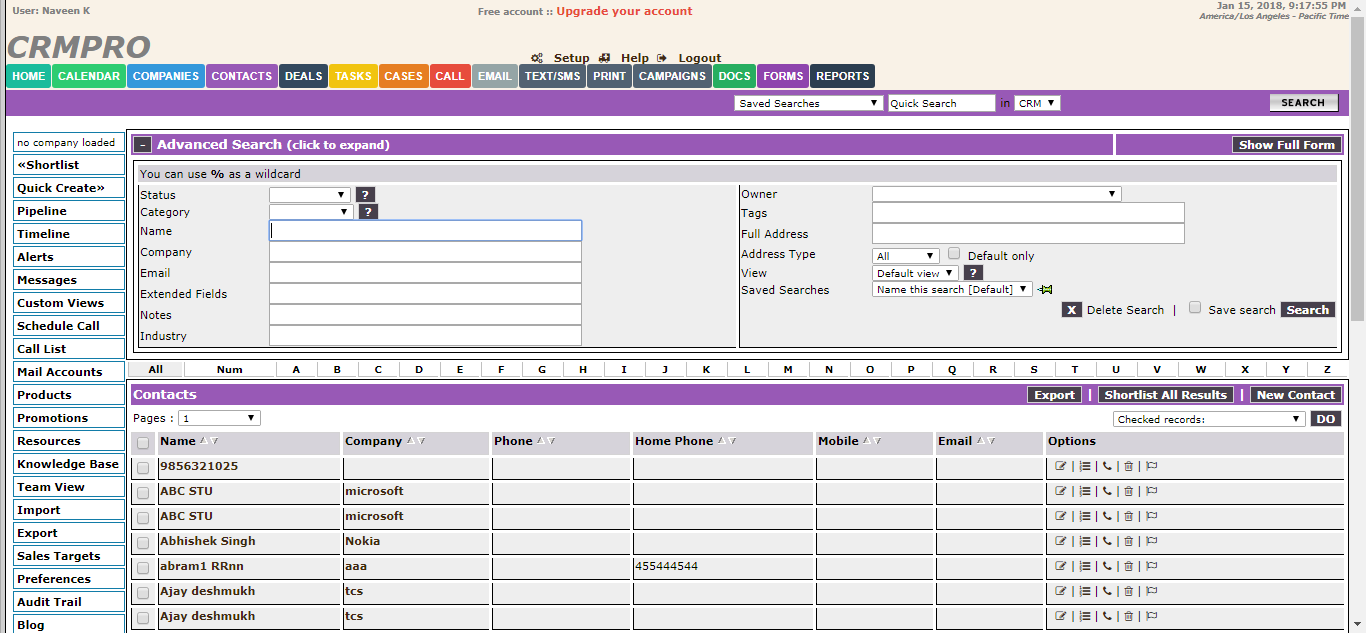 User: Naveen K
Free account :: Upgrade your account
Jan 15, 2018, 9:17:55 PM
America/Los Angeles - Pacific Time
CRMPRO
Setup Help Logout
HOME CALENDAR COMPANIES CONTACTS DEALS TASKS CASES CALL EMAIL TEXT/SMS PRINT CAMPAIGNS DOCS FORMS REPORTS
Saved Searches Quick Search in CRM SEARCH
no company loaded
«Shortlist
Quick Create»
Pipeline
Timeline
Alerts
Messages
Custom Views
Schedule Call
Call List
Mail Accounts
Products
Promotions
Resources
Knowledge Base
Team View
Import
Export
Sales Targets
Preferences
Audit Trail
Blog
– Advanced Search (click to expand) Show Full Form
You can use % as a wildcard
Status ?
Category ?
Name
Company
Email
Extended Fields
Notes
Industry
Owner
Tags
Full Address
Address Type All Default only
View Default view ?
Saved Searches Name this search [Default]
X Delete Search | Save search Search
All Num A B C D E F G H I J K L M N O P Q R S T U V W X Y Z
Contacts Export | Shortlist All Results | New Contact
Pages : 1 Checked records: DO
Name Company Phone Home Phone Mobile Email Options
9856321025 | | | |
ABC STU microsoft | | | |
ABC STU microsoft | | | |
Abhishek Singh Nokia | | | |
abram1 RRnn aaa 455444544 | | | |
Ajay deshmukh tcs | | | |
Ajay deshmukh tcs | | | |